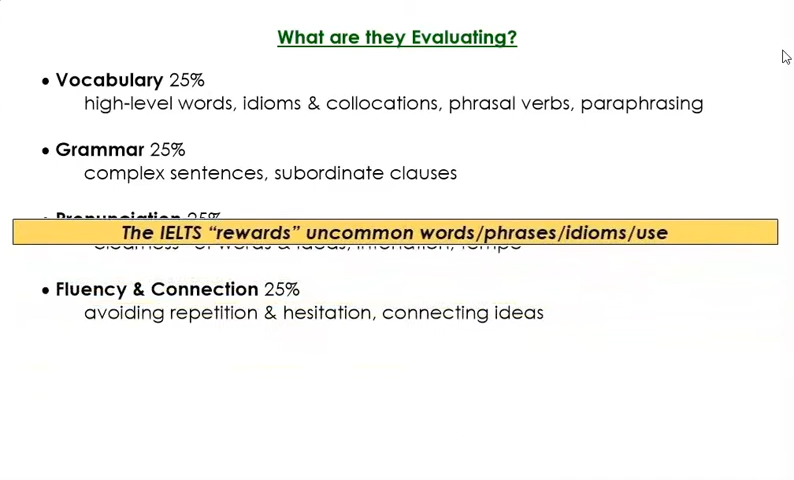 What are they Evaluating?
• Vocabulary 25%
high-level words, idioms & collocations, phrasal verbs, paraphrasing
• Grammar 25%
complex sentences, subordinate clauses
• Pronunciation 25%
The IELTS “rewards” uncommon words/phrases/idioms/use
of words & ideas, intonation, tempo
• Fluency & Connection 25%
avoiding repetition & hesitation, connecting ideas